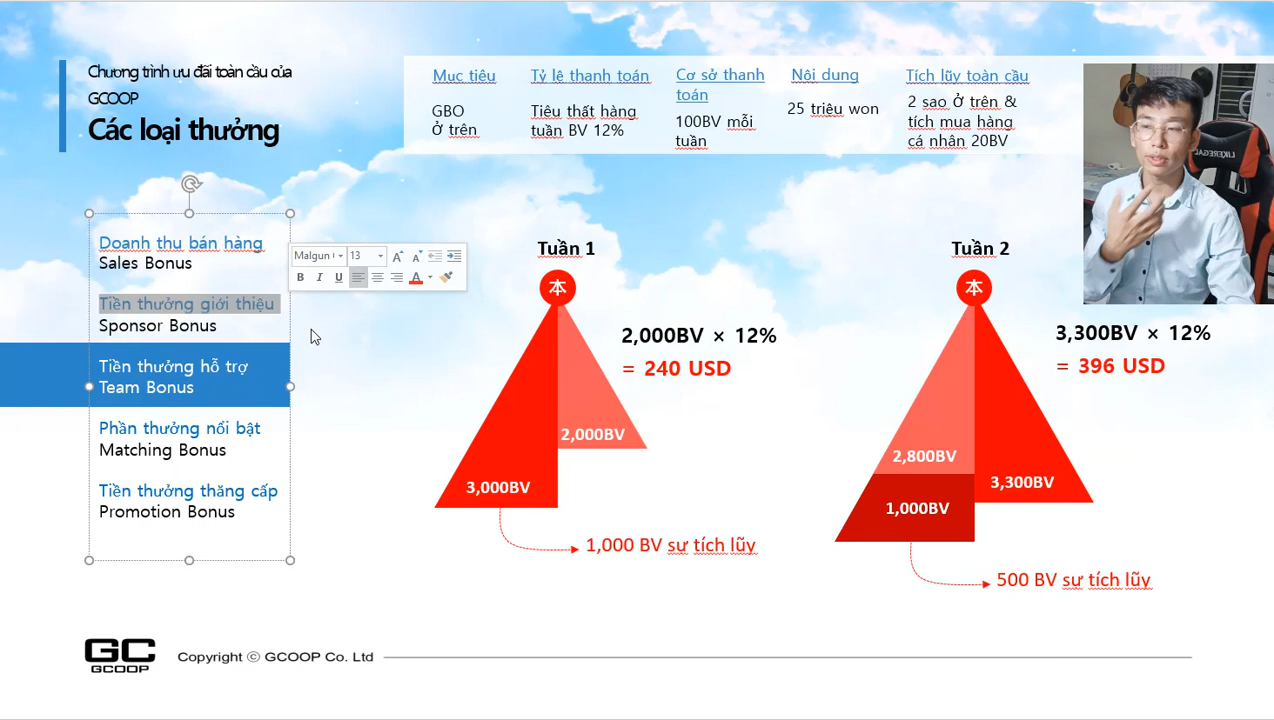 Chương trình ưu đãi toàn cầu của
GCOOP
Các loại thưởng
Mục tiêu
GBO
ở trên
Tỷ lệ thanh toán
Tiêu thất hàng
tuần BV 12%
Cơ sở thanh
toán
100BV mỗi
tuần
Nội dung
25 triệu won
Tích lũy toàn cầu
2 sao Ở trên &
tích mua hàng
cá nhân 20BV
Doanh thu bán hàng
Sales Bonus
Tiền thưởng giới thiệu
Sponsor Bonus
Tiền thưởng hỗ trợ
Team Bonus
Phần thưởng nổi bật
Matching Bonus
Tiền thưởng thăng cấp
Promotion Bonus
Malgun
13
B I U A
Tuần 1
本
2,000BV × 12%
= 240 USD
2,000BV
3,000BV
1,000 BV sự tích lũy
Tuần 2
本
3,300BV × 12%
= 396 USD
2,800BV
3,300BV
1,000BV
500 BV sự tích lũy
GC
GCOOP
Copyright ⓒ GCOOP Co. Ltd